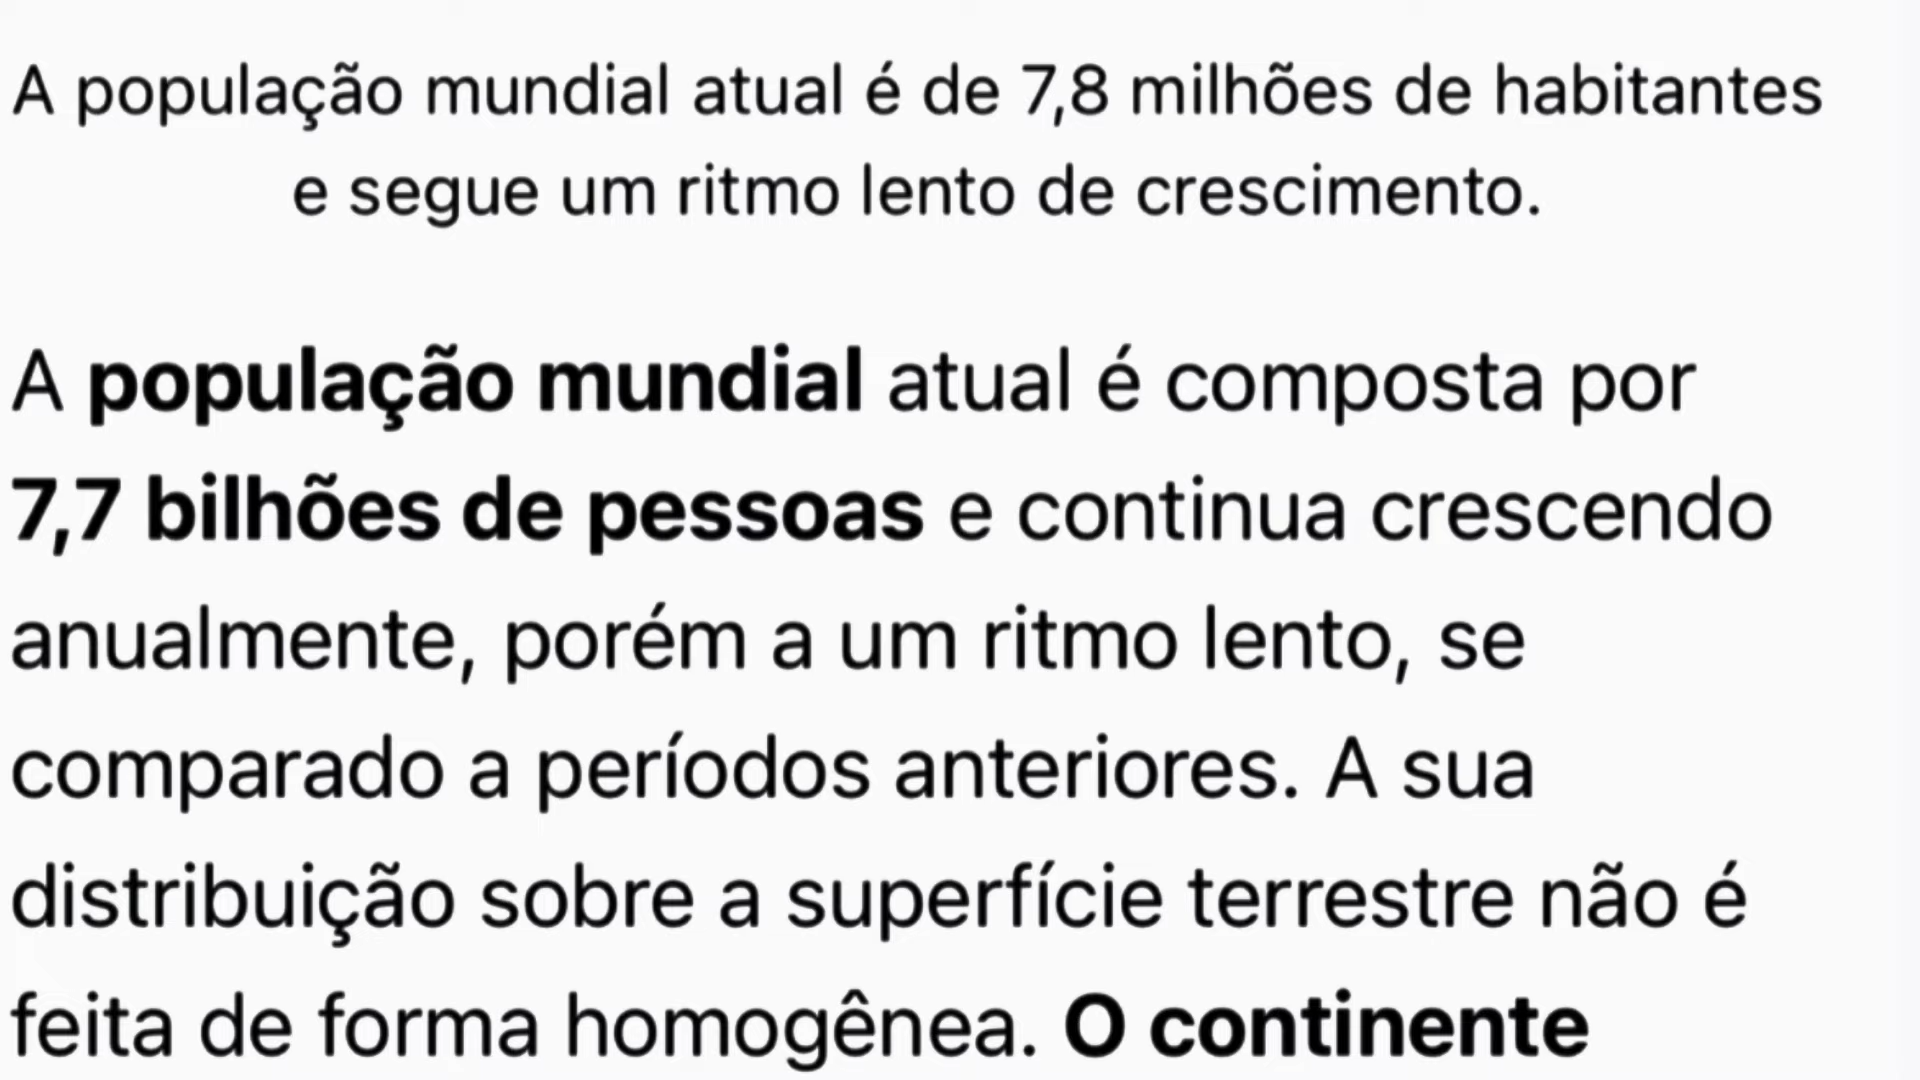 A população mundial atual é de 7,8 milhões de habitantes
e segue um ritmo lento de crescimento.
A população mundial atual é composta por
7,7 bilhões de pessoas e continua crescendo
anualmente, porém a um ritmo lento, se
comparado a períodos anteriores. A sua
distribuição sobre a superfície terrestre não é
feita de forma homogênea. O continente